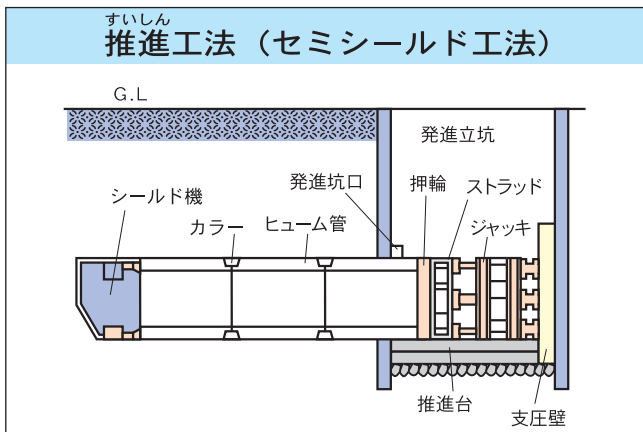 すいしん
推進工法（セミシールド工法）
G.L
発進立坑
発進坑口
押輪
ストラッド
シールド機
カラー
ヒューム管
ジャッキ
推進台
支圧壁